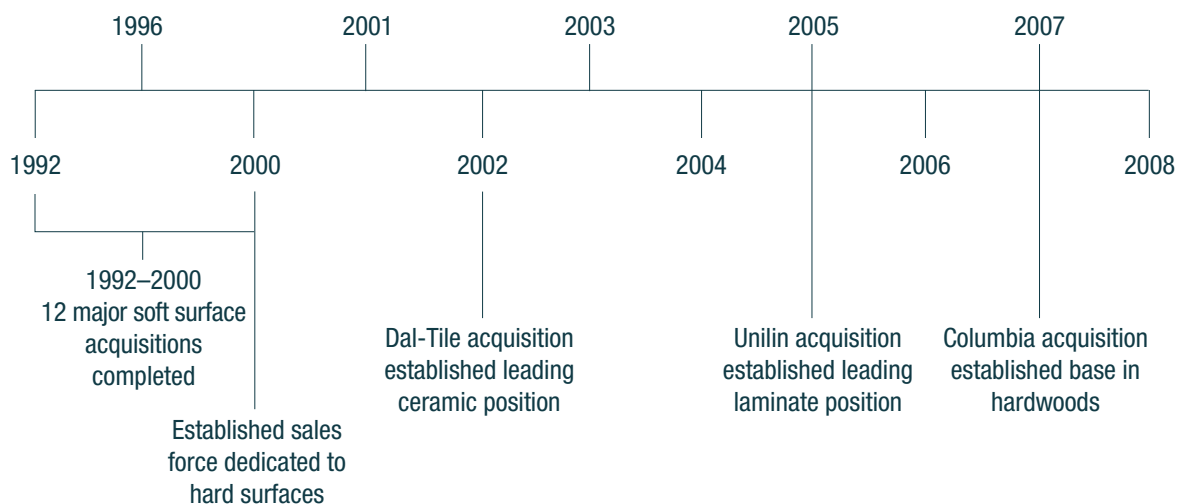 1996
2001
2003
2005
2007
1992
2000
2002
2004
2006
2008
1992–2000
12 major soft surface
acquisitions
completed
Established sales
force dedicated to
hard surfaces
Dal-Tile acquisition
established leading
ceramic position
Unilin acquisition
established leading
laminate position
Columbia acquisition
established base in
hardwoods